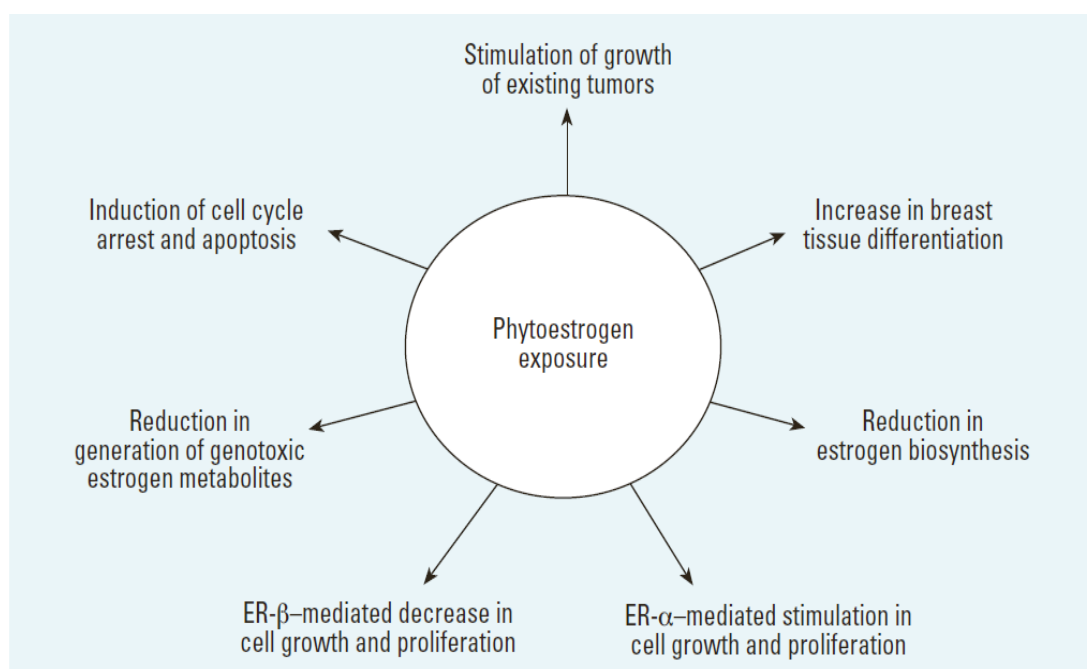 Stimulation of growth
of existing tumors
Induction of cell cycle
arrest and apoptosis
Increase in breast
tissue differentiation
Phytoestrogen
exposure
Reduction in
generation of genotoxic
estrogen metabolites
Reduction in
estrogen biosynthesis
ER-β–mediated decrease in
cell growth and proliferation
ER-α–mediated stimulation in
cell growth and proliferation